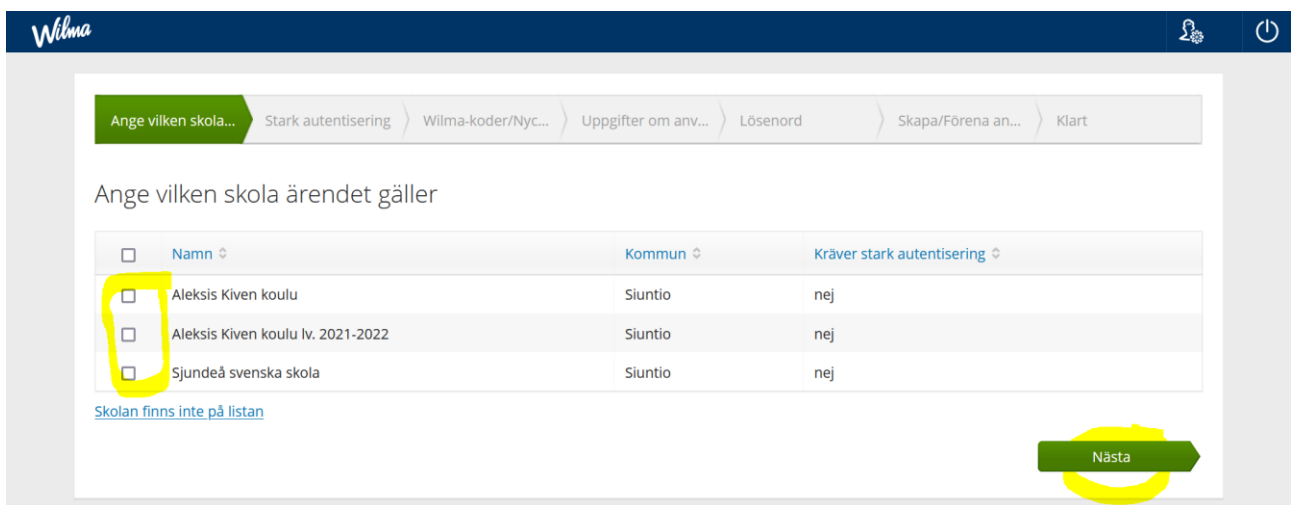 Wilma
Ange vilken skola... Stark autentisering Wilma-koder/Nyc... Uppgifter om anv... Lösenord Skapa/Förena an... Klart
Ange vilken skola ärendet gäller
Namn Kommun Kräver stark autentisering
Aleksis Kiven koulu Siuntio nej
Aleksis Kiven koulu lv. 2021-2022 Siuntio nej
Sjundeå svenska skola Siuntio nej
Skolan finns inte på listan
Nästa